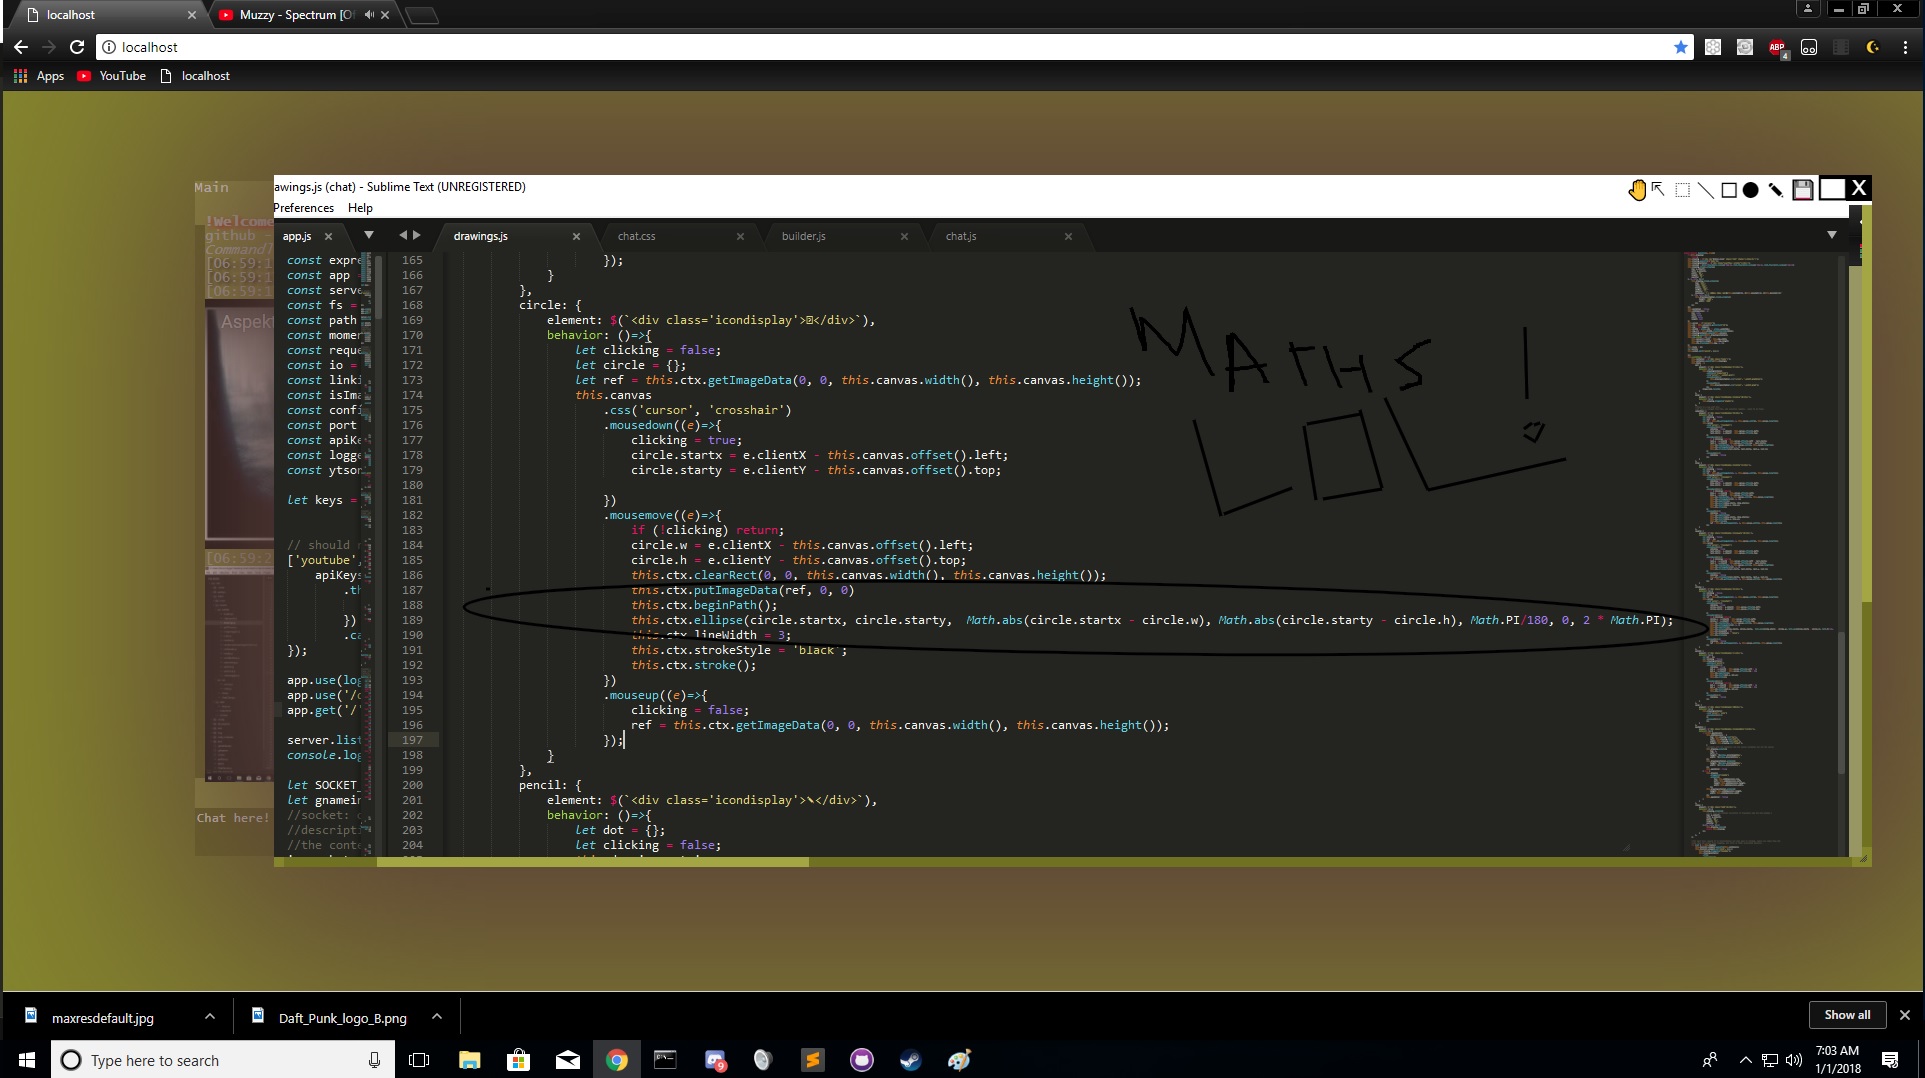 localhost
Muzzy - Spectrum [Of
localhost
ABP
4
Apps YouTube localhost
Main
!Welcome
github -
[06:59:1
[06:59:1
[06:59:1
Aspekt
[06:59:2
Chat here!
awings.js (chat) - Sublime Text (UNREGISTERED)
Preferences Help
X
app.js
drawings.js chat.css builder.js chat.js
const expre
const app =
const serve
const fs =
const path
const momen
const reque
const io =
const linki
const isIma
const confi
const port
const apiKe
const logge
const ytson
let keys =
// should
['youtube',
apiKeys
.th
})
.ca
});
app.use(log
app.use('/c
app.get('/'
server.list
console.log
let SOCKET_
let gnamein
//socket:
//descripti
//the conte
165 });
166 }
167 },
168 circle: {
169 element: $(`<div class='icondisplay'></div>`),
170 behavior: ()=>{
171 let clicking = false;
172 let circle = {};
173 let ref = this.ctx.getImageData(0, 0, this.canvas.width(), this.canvas.height());
174 this.canvas
175 .css('cursor', 'crosshair')
176 .mousedown((e)=>{
177 clicking = true;
178 circle.startx = e.clientX - this.canvas.offset().left;
179 circle.starty = e.clientY - this.canvas.offset().top;
180
181 })
182 .mousemove((e)=>{
183 if (!clicking) return;
184 circle.w = e.clientX - this.canvas.offset().left;
185 circle.h = e.clientY - this.canvas.offset().top;
186 this.ctx.clearRect(0, 0, this.canvas.width(), this.canvas.height());
187 this.ctx.putImageData(ref, 0, 0)
188 this.ctx.beginPath();
189 this.ctx.ellipse(circle.startx, circle.starty, Math.abs(circle.startx - circle.w), Math.abs(circle.starty - circle.h), Math.PI/180, 0, 2 * Math.PI);
190 this.ctx.lineWidth = 3;
191 this.ctx.strokeStyle = 'black';
192 this.ctx.stroke();
193 })
194 .mouseup((e)=>{
195 clicking = false;
196 ref = this.ctx.getImageData(0, 0, this.canvas.width(), this.canvas.height());
197 });
198 }
199 },
200 pencil: {
201 element: $(`<div class='icondisplay'>✎</div>`),
202 behavior: ()=>{
203 let dot = {};
204 let clicking = false;
MATHS !
LOL
maxresdefault.jpg
Daft_Punk_logo_B.png
Show all
Type here to search
9
7:03 AM
1/1/2018